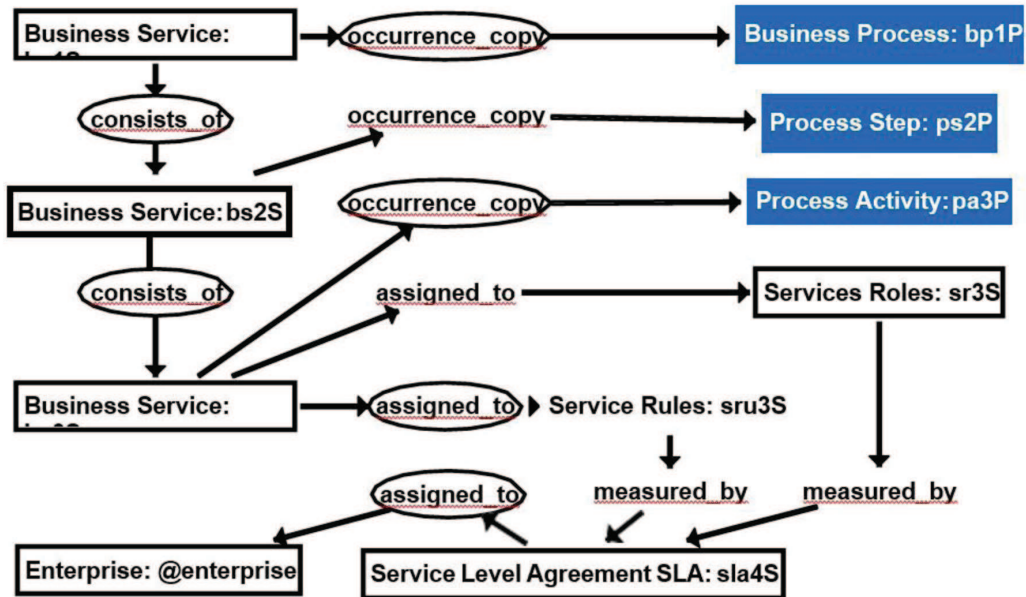 Business Service:
occurrence_copy
Business Process: bp1P
consists_of
occurrence_copy
Process Step: ps2P
Business Service: bs2S
occurrence_copy
Process Activity: pa3P
consists_of
assigned_to
Services Roles: sr3S
Business Service:
assigned_to
Service Rules: sru3S
assigned_to
measured_by
measured_by
Enterprise: @enterprise
Service Level Agreement SLA: sla4S